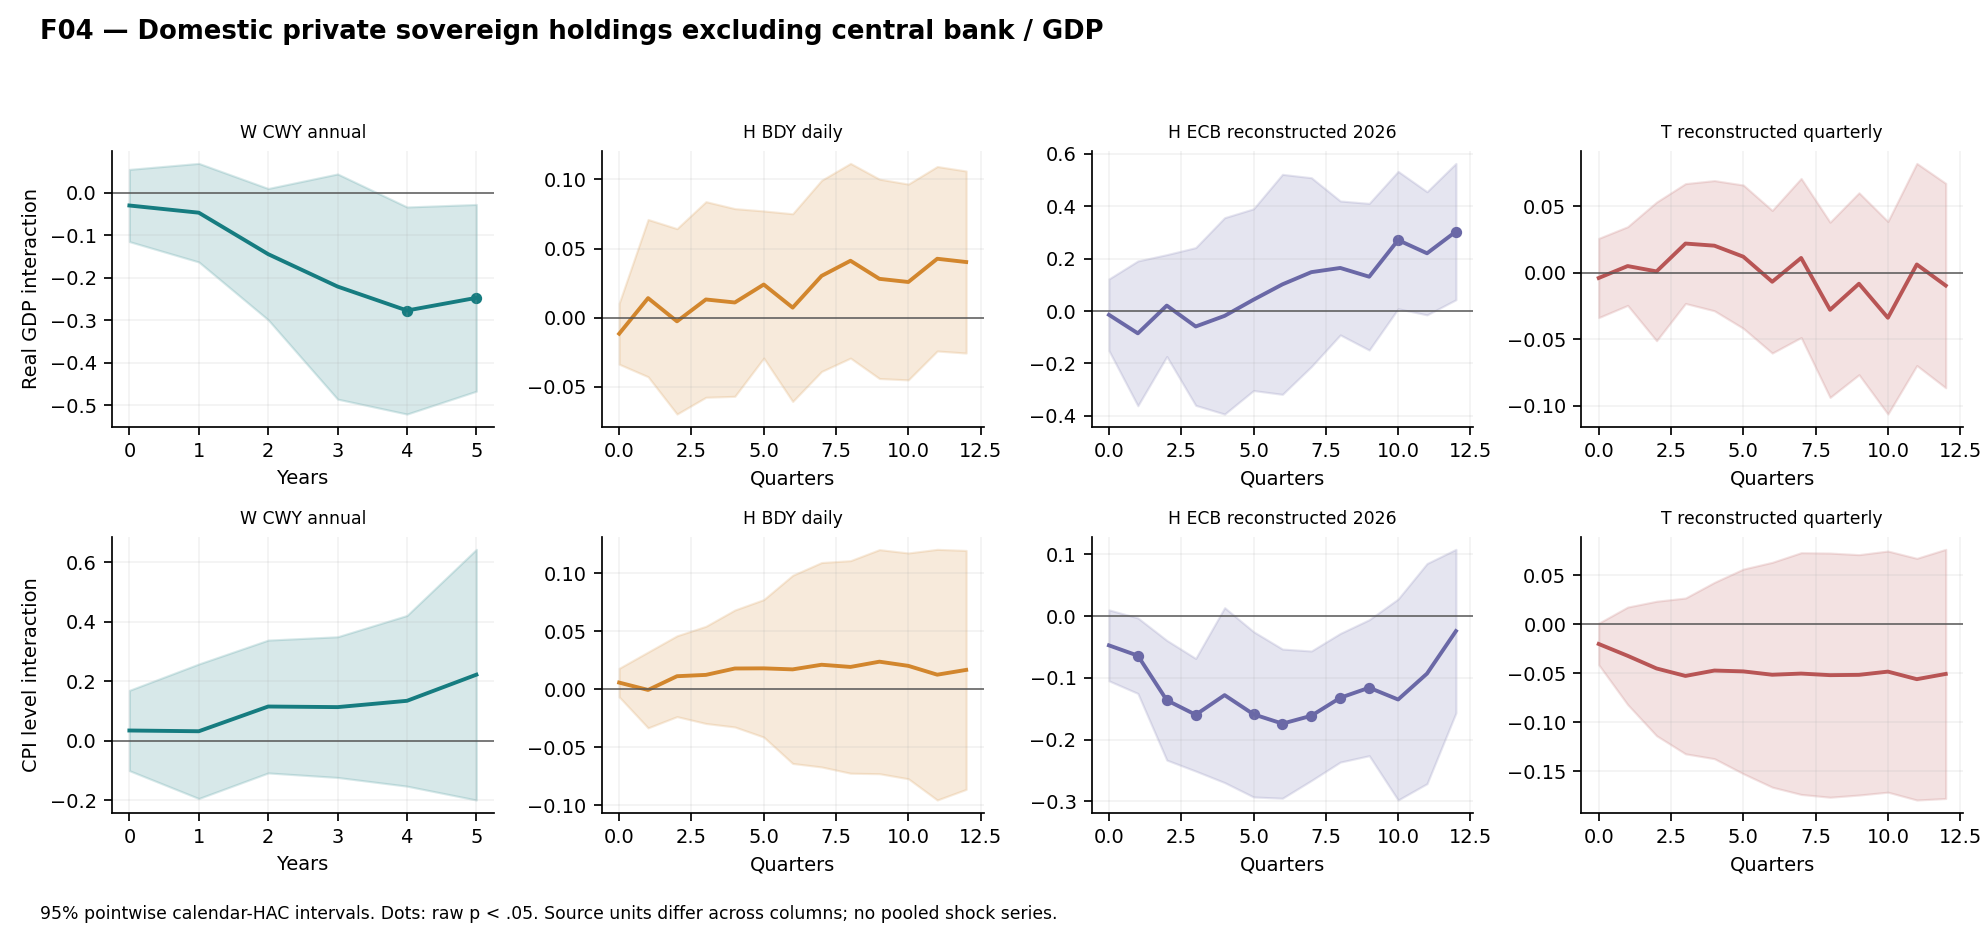 F04 — Domestic private sovereign holdings excluding central bank / GDP
W CWY annual
H BDY daily
H ECB reconstructed 2026
T reconstructed quarterly
Real GDP interaction
0.0
−0.1
−0.2
−0.3
−0.4
−0.5
0 1 2 3 4 5
Years
0.10
0.05
0.00
−0.05
0.0 2.5 5.0 7.5 10.0 12.5
Quarters
0.6
0.4
0.2
0.0
−0.2
−0.4
0.0 2.5 5.0 7.5 10.0 12.5
Quarters
0.05
0.00
−0.05
−0.10
0.0 2.5 5.0 7.5 10.0 12.5
Quarters
W CWY annual
H BDY daily
H ECB reconstructed 2026
T reconstructed quarterly
CPI level interaction
0.6
0.4
0.2
0.0
−0.2
0 1 2 3 4 5
Years
0.10
0.05
0.00
−0.05
−0.10
0.0 2.5 5.0 7.5 10.0 12.5
Quarters
0.1
0.0
−0.1
−0.2
−0.3
0.0 2.5 5.0 7.5 10.0 12.5
Quarters
0.05
0.00
−0.05
−0.10
−0.15
0.0 2.5 5.0 7.5 10.0 12.5
Quarters
95% pointwise calendar-HAC intervals. Dots: raw p < .05. Source units differ across columns; no pooled shock series.